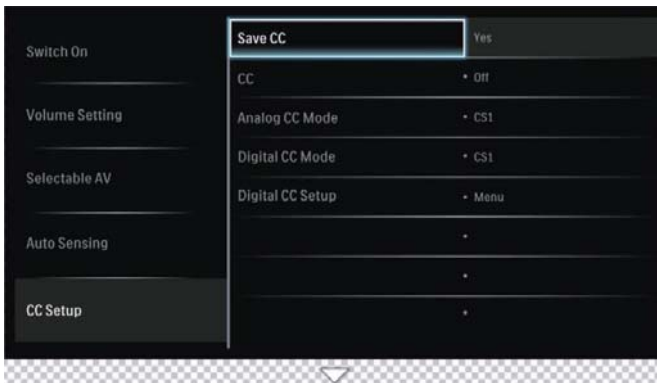 Switch On
Volume Setting
Selectable AV
Auto Sensing
CC Setup
Save CC Yes
CC • Off
Analog CC Mode • CS1
Digital CC Mode • CS1
Digital CC Setup • Menu
•
•
•